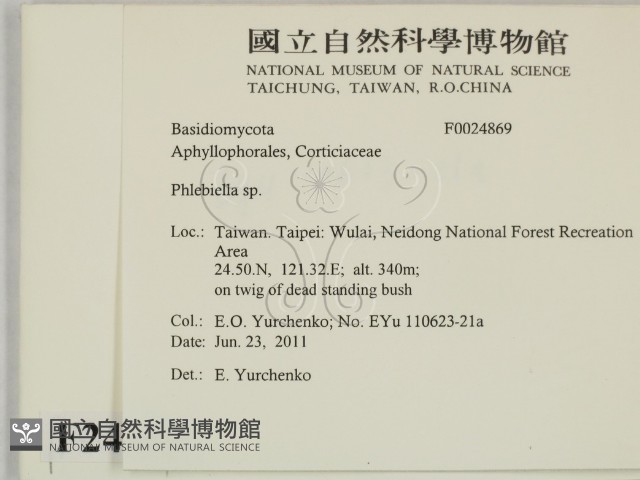 國立自然科學博物館
NATIONAL MUSEUM OF NATURAL SCIENCE
TAICHUNG, TAIWAN, R.O.CHINA
Basidiomycota F0024869
Aphyllophorales, Corticiaceae
Phlebiella sp.
Loc.: Taiwan. Taipei: Wulai, Neidong National Forest Recreation
Area
24.50.N, 121.32.E; alt. 340m;
on twig of dead standing bush
Col.: E.O. Yurchenko; No. EYu 110623-21a
Date: Jun. 23, 2011
Det.: E. Yurchenko
F24
國立自然科學博物館
NATIONAL MUSEUM OF NATURAL SCIENCE